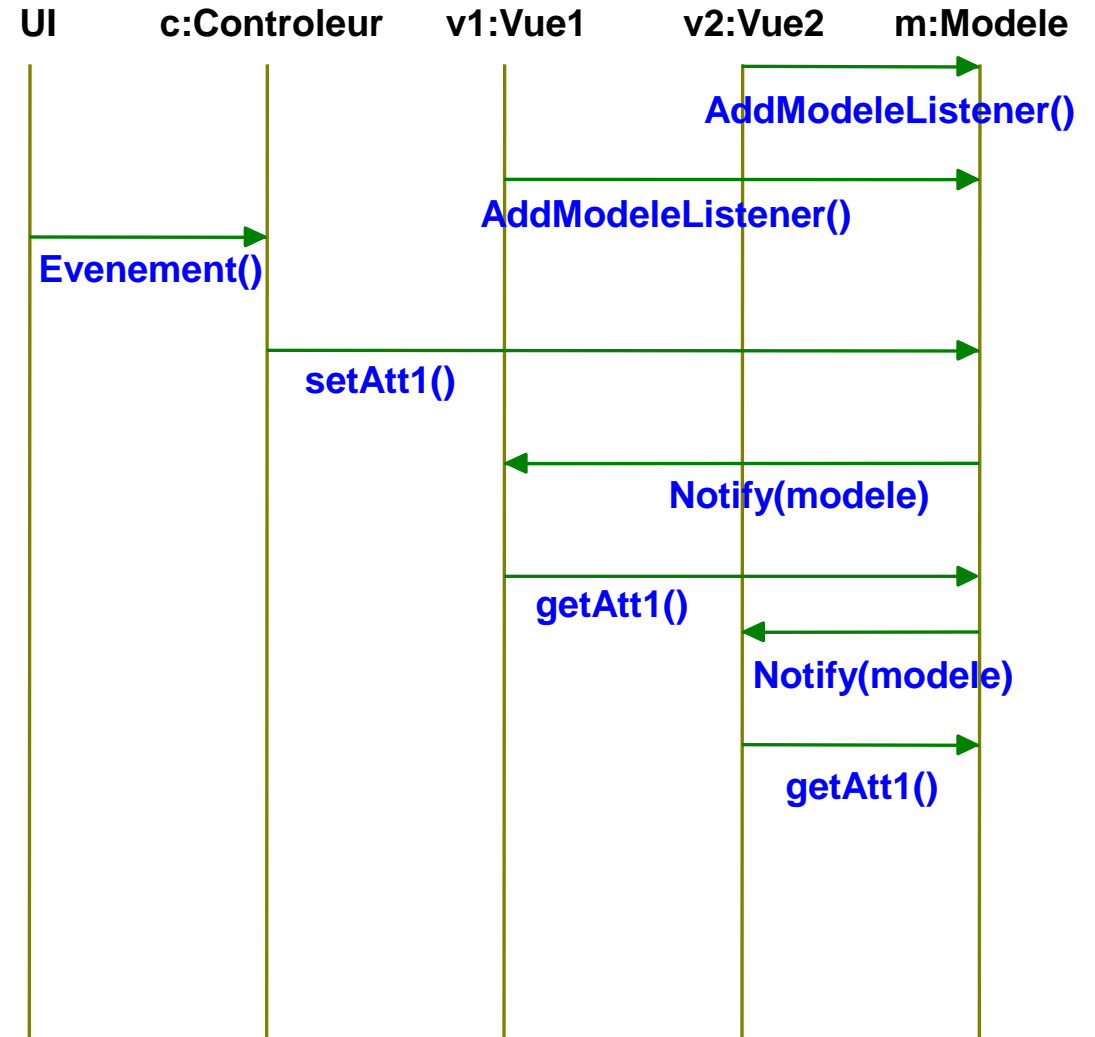 UI c:Controleur v1:Vue1 v2:Vue2 m:Modele
AddModeleListener()
AddModeleListener()
Evenement()
setAtt1()
Notify(modele)
getAtt1()
Notify(modele)
getAtt1()